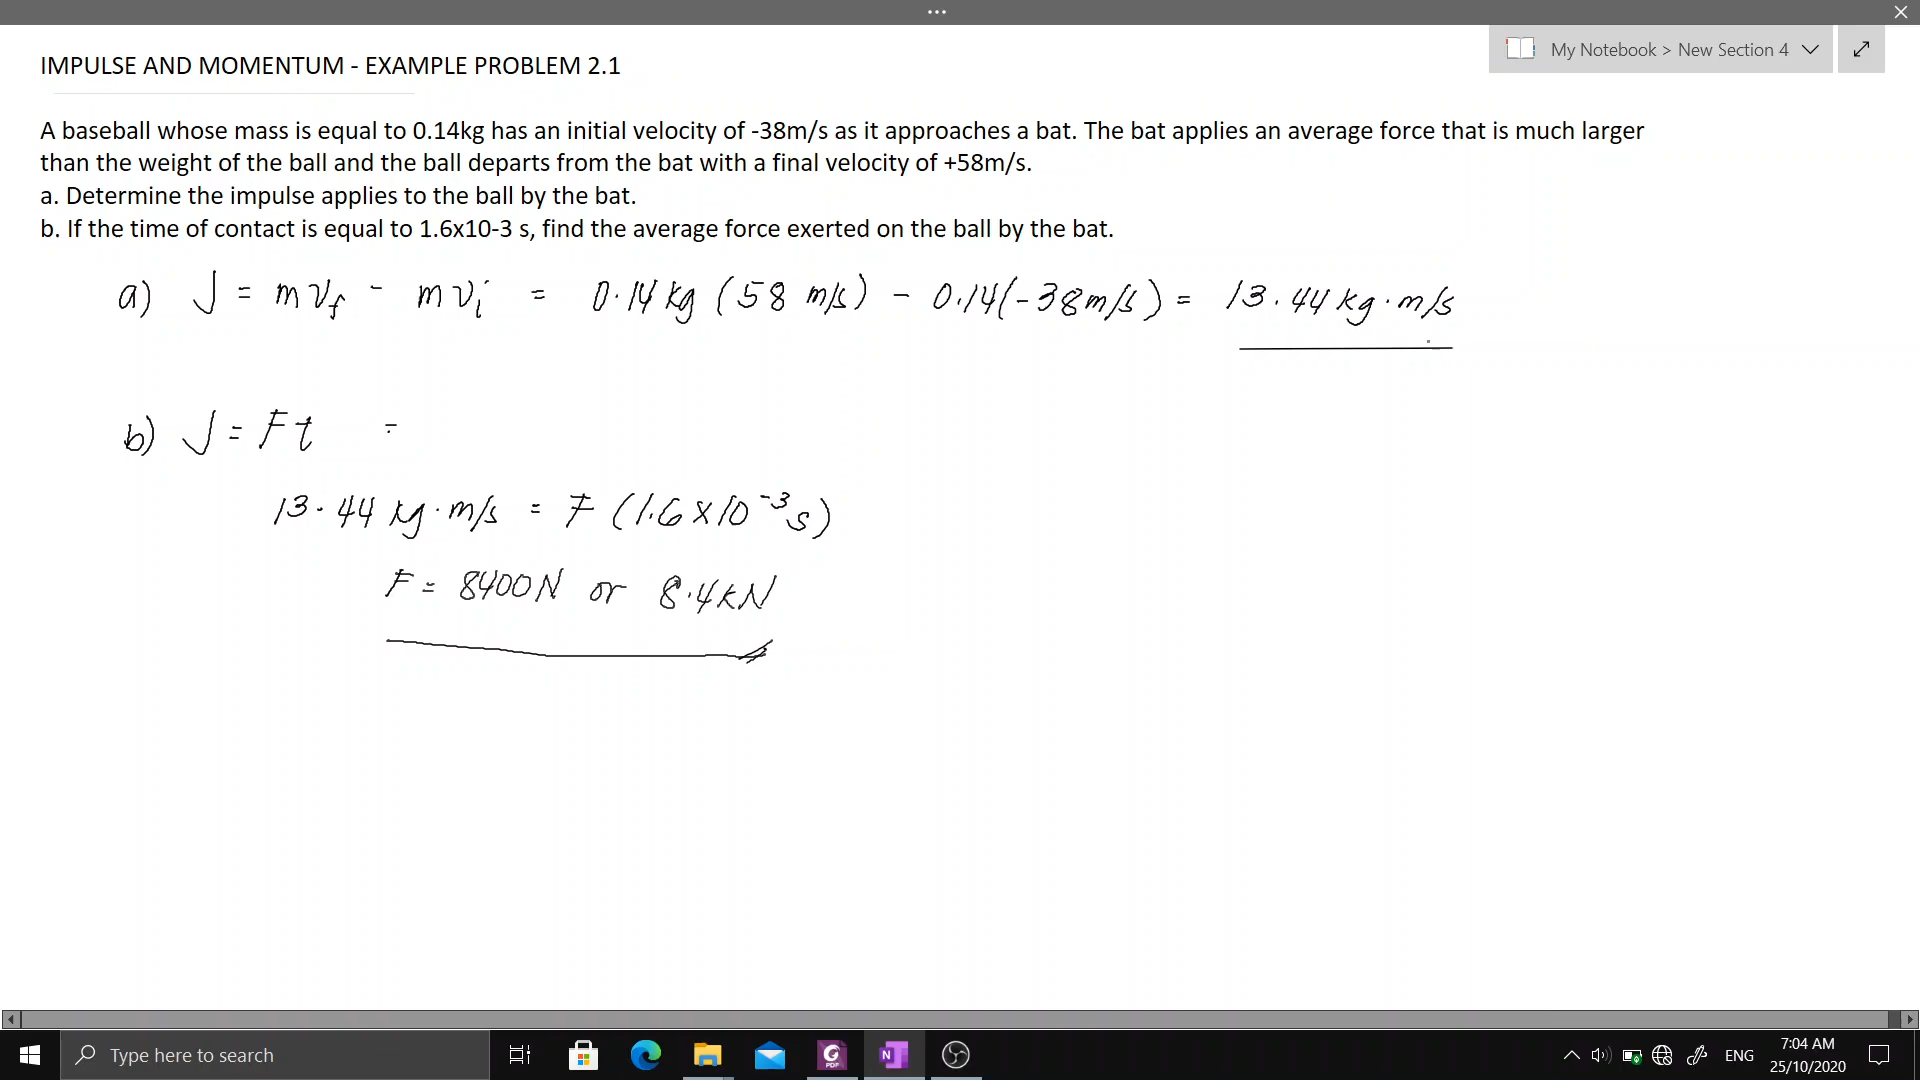 ...
My Notebook > New Section 4
IMPULSE AND MOMENTUM - EXAMPLE PROBLEM 2.1
A baseball whose mass is equal to 0.14kg has an initial velocity of -38m/s as it approaches a bat. The bat applies an average force that is much larger
than the weight of the ball and the ball departs from the bat with a final velocity of +58m/s.
a. Determine the impulse applies to the ball by the bat.
b. If the time of contact is equal to 1.6x10-3 s, find the average force exerted on the ball by the bat.
a) J = mv_f - mv_i = 0.14 kg (58 m/s) - 0.14(-38m/s) = 13.44 kg·m/s
b) J = Ft =
13.44 kg·m/s = F (1.6 x 10⁻³ s)
F = 8400N or 8.4kN
Type here to search
ENG
7:04 AM
25/10/2020